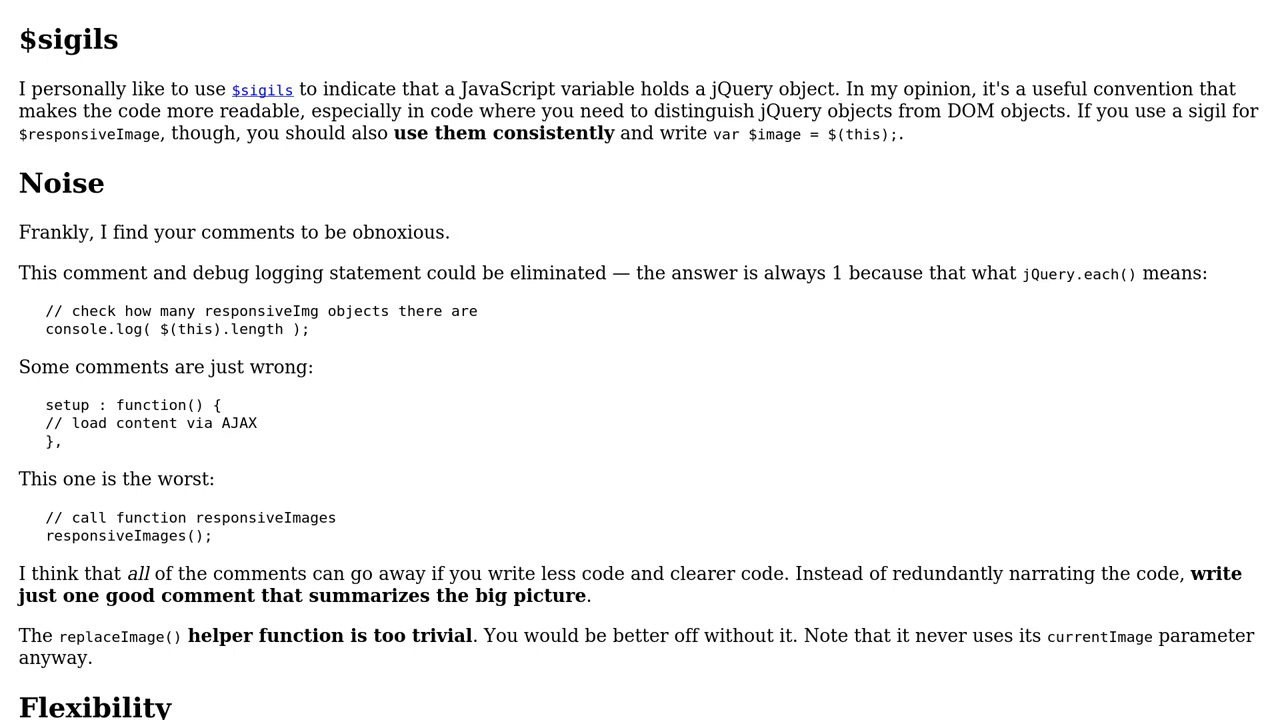 $sigils
I personally like to use $sigils to indicate that a JavaScript variable holds a jQuery object. In my opinion, it's a useful convention that
makes the code more readable, especially in code where you need to distinguish jQuery objects from DOM objects. If you use a sigil for
$responsiveImage, though, you should also use them consistently and write var $image = $(this);.
Noise
Frankly, I find your comments to be obnoxious.
This comment and debug logging statement could be eliminated — the answer is always 1 because that what jQuery.each() means:
// check how many responsiveImg objects there are
console.log( $(this).length );
Some comments are just wrong:
setup : function() {
// load content via AJAX
},
This one is the worst:
// call function responsiveImages
responsiveImages();
I think that all of the comments can go away if you write less code and clearer code. Instead of redundantly narrating the code, write
just one good comment that summarizes the big picture.
The replaceImage() helper function is too trivial. You would be better off without it. Note that it never uses its currentImage parameter
anyway.
Flexibility